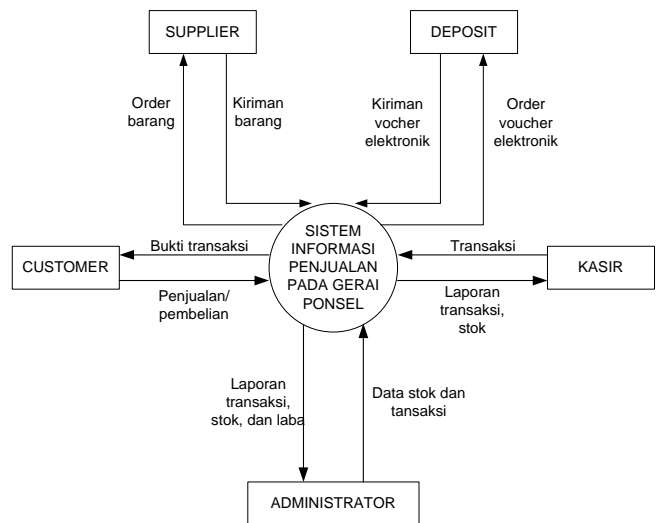 SUPPLIER
DEPOSIT
Order
barang
Kiriman
barang
Kiriman
vocher
elektronik
Order
voucher
elektronik
SISTEM
INFORMASI
PENJUALAN
PADA GERAI
PONSEL
Bukti transaksi
CUSTOMER
Penjualan/
pembelian
Transaksi
KASIR
Laporan
transaksi,
stok
Laporan
transaksi,
stok, dan laba
Data stok dan
tansaksi
ADMINISTRATOR